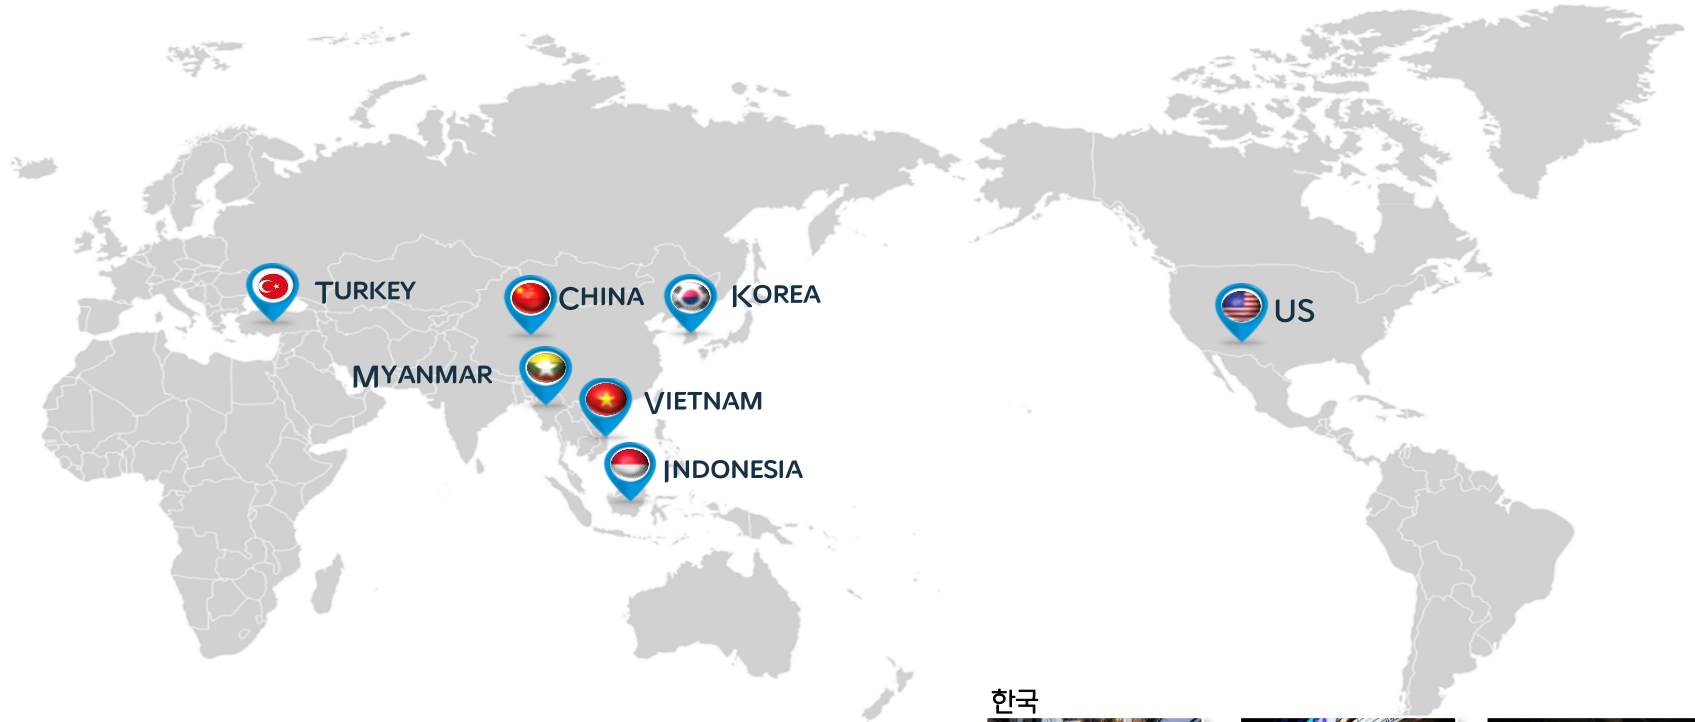 TURKEY
CHINA
KOREA
US
MYANMAR
VIETNAM
INDONESIA
한국